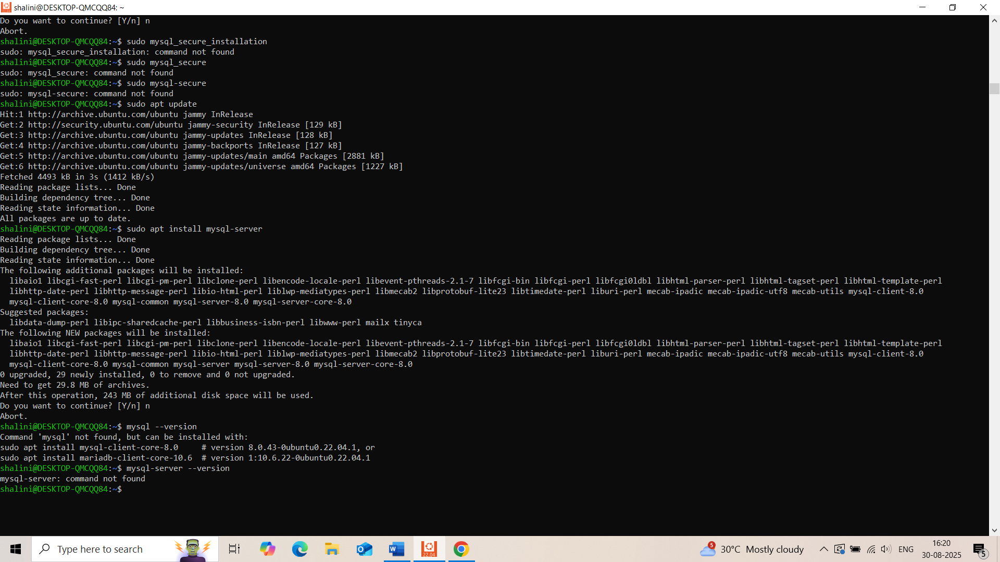 shalini@DESKTOP-QMCQQ84: ~
Do you want to continue? [Y/n] n
Abort.
shalini@DESKTOP-QMCQQ84:~$ sudo mysql_secure_installation
sudo: mysql_secure_installation: command not found
shalini@DESKTOP-QMCQQ84:~$ sudo mysql_secure
sudo: mysql_secure: command not found
shalini@DESKTOP-QMCQQ84:~$ sudo mysql-secure
sudo: mysql-secure: command not found
shalini@DESKTOP-QMCQQ84:~$ sudo apt update
Hit:1 http://archive.ubuntu.com/ubuntu jammy InRelease
Get:2 http://security.ubuntu.com/ubuntu jammy-security InRelease [129 kB]
Get:3 http://archive.ubuntu.com/ubuntu jammy-updates InRelease [128 kB]
Get:4 http://archive.ubuntu.com/ubuntu jammy-backports InRelease [127 kB]
Get:5 http://archive.ubuntu.com/ubuntu jammy-updates/main amd64 Packages [2881 kB]
Get:6 http://archive.ubuntu.com/ubuntu jammy-updates/universe amd64 Packages [1227 kB]
Fetched 4493 kB in 3s (1412 kB/s)
Reading package lists... Done
Building dependency tree... Done
Reading state information... Done
All packages are up to date.
shalini@DESKTOP-QMCQQ84:~$ sudo apt install mysql-server
Reading package lists... Done
Building dependency tree... Done
Reading state information... Done
The following additional packages will be installed:
  libaio1 libcgi-fast-perl libcgi-pm-perl libclone-perl libencode-locale-perl libevent-pthreads-2.1-7 libfcgi-bin libfcgi-perl libfcgi0ldbl libhtml-parser-perl libhtml-tagset-perl libhtml-template-perl
  libhttp-date-perl libhttp-message-perl libio-html-perl liblwp-mediatypes-perl libmecab2 libprotobuf-lite23 libtimedate-perl liburi-perl mecab-ipadic mecab-ipadic-utf8 mecab-utils mysql-client-8.0
  mysql-client-core-8.0 mysql-common mysql-server-8.0 mysql-server-core-8.0
Suggested packages:
  libdata-dump-perl libipc-sharedcache-perl libbusiness-isbn-perl libwww-perl mailx tinyca
The following NEW packages will be installed:
  libaio1 libcgi-fast-perl libcgi-pm-perl libclone-perl libencode-locale-perl libevent-pthreads-2.1-7 libfcgi-bin libfcgi-perl libfcgi0ldbl libhtml-parser-perl libhtml-tagset-perl libhtml-template-perl
  libhttp-date-perl libhttp-message-perl libio-html-perl liblwp-mediatypes-perl libmecab2 libprotobuf-lite23 libtimedate-perl liburi-perl mecab-ipadic mecab-ipadic-utf8 mecab-utils mysql-client-8.0
  mysql-client-core-8.0 mysql-common mysql-server mysql-server-8.0 mysql-server-core-8.0
0 upgraded, 29 newly installed, 0 to remove and 0 not upgraded.
Need to get 29.8 MB of archives.
After this operation, 243 MB of additional disk space will be used.
Do you want to continue? [Y/n] n
Abort.
shalini@DESKTOP-QMCQQ84:~$ mysql --version
Command 'mysql' not found, but can be installed with:
sudo apt install mysql-client-core-8.0     # version 8.0.43-0ubuntu0.22.04.1, or
sudo apt install mariadb-client-core-10.6  # version 1:10.6.22-0ubuntu0.22.04.1
shalini@DESKTOP-QMCQQ84:~$ mysql-server --version
mysql-server: command not found
shalini@DESKTOP-QMCQQ84:~$
Type here to search
22.04
5
30°C Mostly cloudy
ENG
16:20
30-08-2025
5